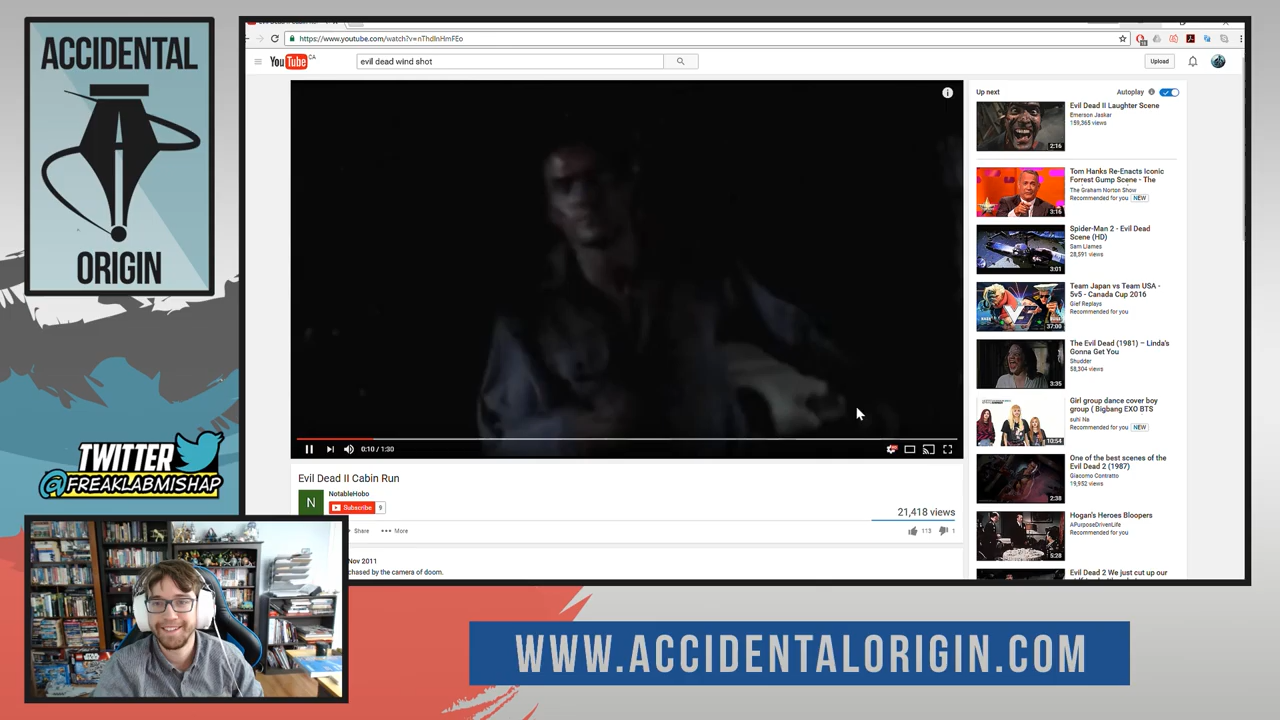 ACCIDENTAL
ORIGIN
TWITTER
@FREAKLABMISHAP
https://www.youtube.com/watch?v=nThdInHmFEo
YouTube CA
evil dead wind shot
Upload
0:10 / 1:30
Evil Dead II Cabin Run
N
NotableHobo
Subscribe 9
21,418 views
Share
More
113
1
Nov 2011
chased by the camera of doom.
Up next
Autoplay
Evil Dead II Laughter Scene
Emerson Jaskar
159,365 views
2:16
Tom Hanks Re-Enacts Iconic
Forrest Gump Scene - The
The Graham Norton Show
Recommended for you NEW
3:16
Spider-Man 2 - Evil Dead
Scene (HD)
Sam Liames
28,591 views
3:01
Team Japan vs Team USA -
5v5 - Canada Cup 2016
Gief Replays
Recommended for you
37:00
The Evil Dead (1981) – Linda's
Gonna Get You
Shudder
58,304 views
3:35
Girl group dance cover boy
group ( Bigbang EXO BTS
suhi Na
Recommended for you NEW
10:54
One of the best scenes of the
Evil Dead 2 (1987)
Giacomo Contratto
19,952 views
2:38
Hogan's Heroes Bloopers
APurposeDrivenLife
Recommended for you
5:28
Evil Dead 2 We just cut up our
WWW.ACCIDENTALORIGIN.COM